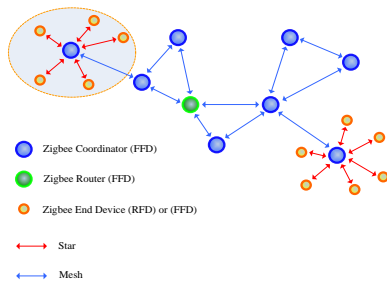 Zigbee Coordinator (FFD)
Zigbee Router (FFD)
Zigbee End Device (RFD) or (FFD)
Star
Mesh